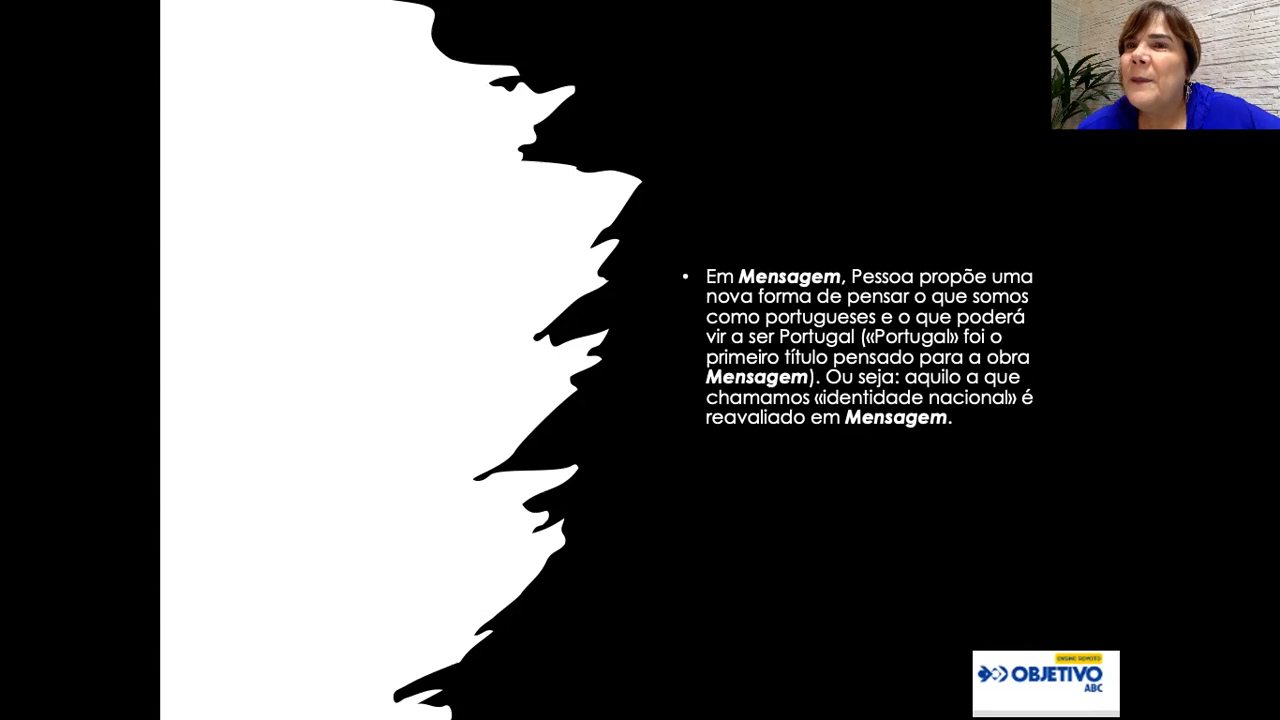 • Em Mensagem, Pessoa propõe uma
nova forma de pensar o que somos
como portugueses e o que poderá
vir a ser Portugal («Portugal» foi o
primeiro título pensado para a obra
Mensagem). Ou seja: aquilo a que
chamamos «identidade nacional» é
reavaliado em Mensagem.
ENSINO REMOTO
OBJETIVO
ABC